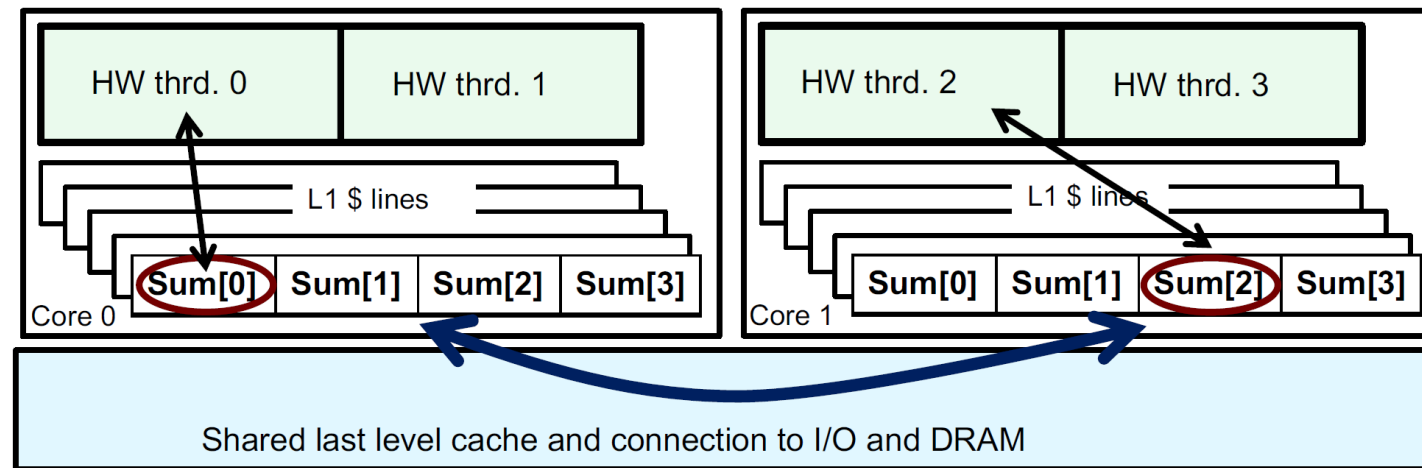 HW thrd. 0
HW thrd. 1
L1 $ lines
Sum[0] Sum[1] Sum[2] Sum[3]
Core 0
HW thrd. 2
HW thrd. 3
L1 $ lines
Sum[0] Sum[1] Sum[2] Sum[3]
Core 1
Shared last level cache and connection to I/O and DRAM